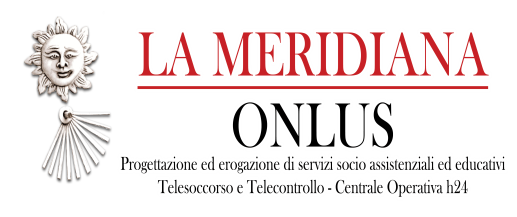 LA MERIDIANA
ONLUS
Progettazione ed erogazione di servizi socio assistenziali ed educativi
Telesoccorso e Telecontrollo - Centrale Operativa h24